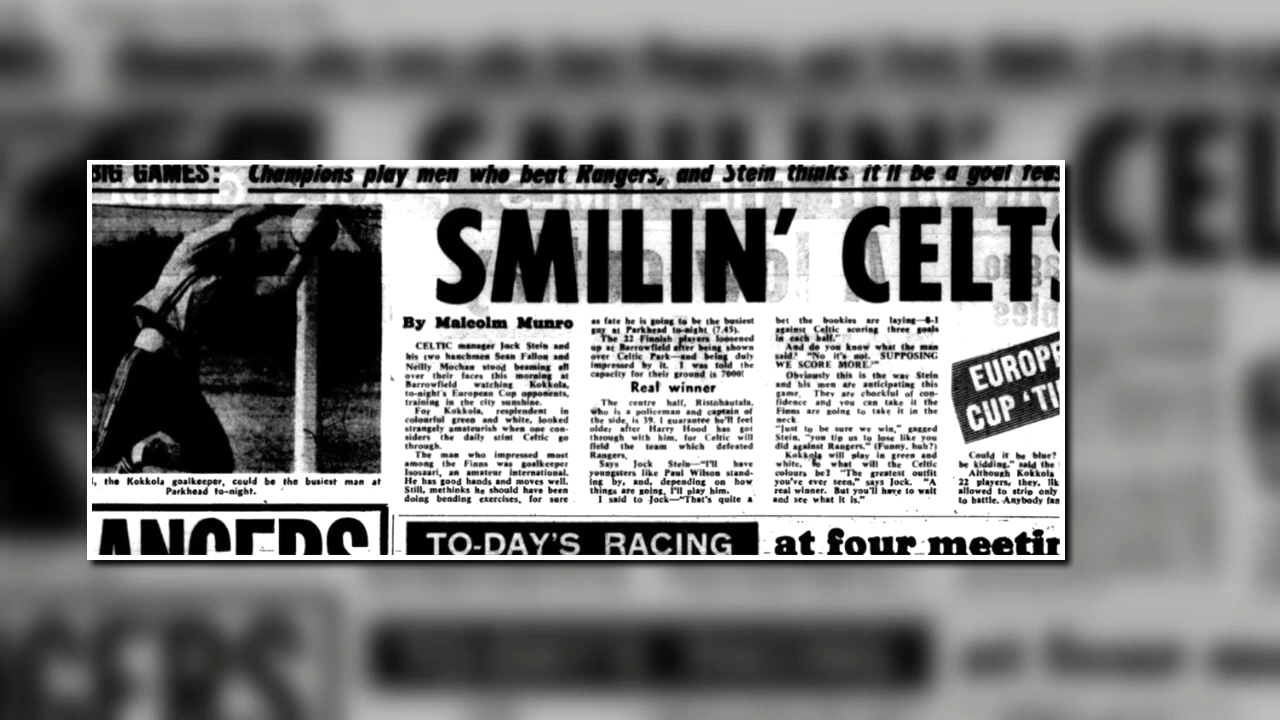 BIG GAMES: Champions play men who beat Rangers, and Stein thinks it'll be a goal feas
SMILIN' CELTS
, the Kokkola goalkeeper, could be the busiest man at
Parkhead to-night.
By Malcolm Munro
CELTIC manager Jock Stein and
his two hanchmen Sean Fallon and
Neilly Mochan stood beaming all
over their faces this morning at
Barrowfield watching Kokkola,
to-night's European Cup opponents,
training in the city sunshine.
For Kokkola, resplendent in
colourful green and white, looked
strangely amateurish when one con-
siders the daily stint Celtic go
through.
The man who impressed most
among the Finns was goalkeeper
Isosaari, an amateur international.
He has good hands and moves well.
Still, methinks he should have been
doing bending exercises, for sure
as fate he is going to be the busiest
guy at Parkhead to-night (7.45).
The 22 Finnish players loosened
up at Barrowfield after being shown
over Celtic Park—and being duly
impressed by it. I was told the
capacity for their ground is 7000!
Real winner
The centre half, Ristohautala,
who is a policeman and captain of
the side, is 39. I guarantee he'll feel
older after Harry Hood has got
through with him, for Celtic will
field the team which defeated
Rangers.
Says Jock Stein—"I'll have
youngsters like Paul Wilson stand-
ing by, and, depending on how
things are going, I'll play him.
I said to Jock—"That's quite a
bet the bookies are laying—8-1
against Celtic scoring three goals
in each half."
And do you know what the man
said? "No it's not. SUPPOSING
WE SCORE MORE?"
Obviously this is the way Stein
and his men are anticipating this
game. They are chockful of con-
fidence and you can take it the
Finns are going to take it in the
neck.
"Just to be sure we win," gagged
Stein, "you tip us to lose like you
did against Rangers." (Funny, huh?)
Kokkola will play in green and
white, so what will the Celtic
colours be? "The greatest outfit
you've ever seen," says Jock. "A
real winner. But you'll have to wait
and see what it is."
EUROPE
CUP 'TI
Could it be blue?
be kidding," said the
Although Kokkola
22 players, they, lik
allowed to strip only
to battle. Anybody fan
ANGERS
TO-DAY'S RACING at four meetin